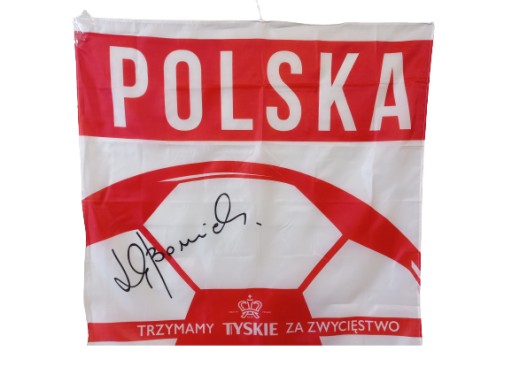 POLSKA
TRZYMAMY TYSKIE ZA ZWYCIĘSTWO